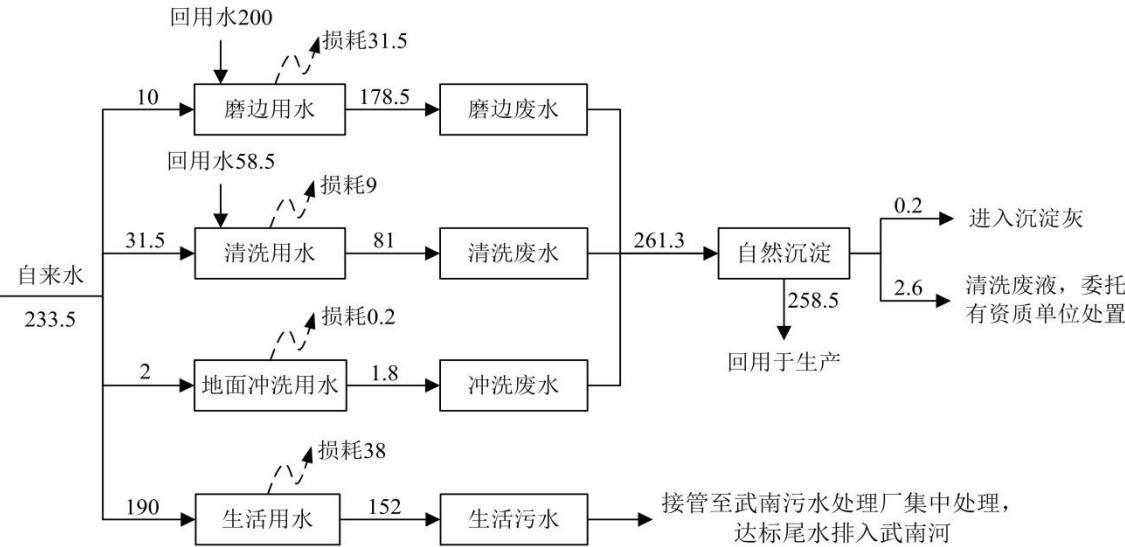 回用水200
损耗31.5
10
磨边用水
178.5
磨边废水
回用水58.5
损耗9
31.5
清洗用水
81
清洗废水
261.3
自然沉淀
0.2
进入沉淀灰
2.6
清洗废液，委托
有资质单位处置
258.5
回用于生产
自来水
233.5
损耗0.2
2
地面冲洗用水
1.8
冲洗废水
损耗38
190
生活用水
152
生活污水
接管至武南污水处理厂集中处理，
达标尾水排入武南河